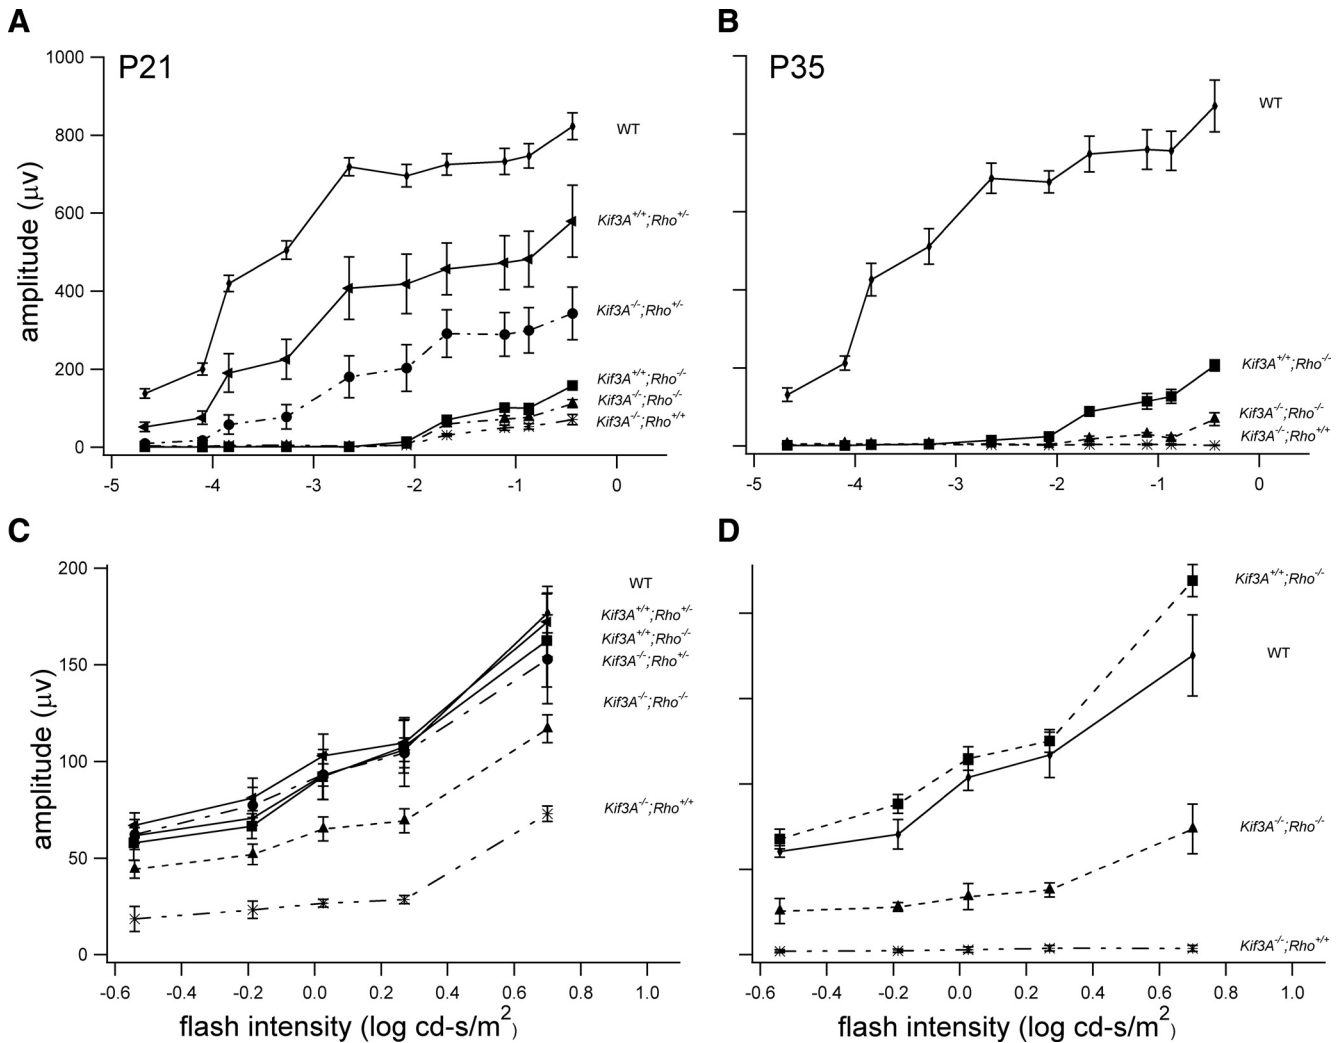 A
P21
1000
800
600
400
200
0
amplitude (μv)
WT
Kif3A+/+;Rho+/-
Kif3A-/-;Rho+/-
Kif3A+/+;Rho-/-
Kif3A-/-;Rho-/-
Kif3A-/-;Rho+/+
-5 -4 -3 -2 -1 0
B
P35
WT
Kif3A+/+;Rho-/-
Kif3A-/-;Rho-/-
Kif3A-/-;Rho+/+
-5 -4 -3 -2 -1 0
C
200
150
100
50
0
amplitude (μv)
WT
Kif3A+/+;Rho+/-
Kif3A+/+;Rho-/-
Kif3A-/-;Rho+/-
Kif3A-/-;Rho-/-
Kif3A-/-;Rho+/+
-0.6 -0.4 -0.2 0.0 0.2 0.4 0.6 0.8 1.0
flash intensity (log cd-s/m2)
D
Kif3A+/+;Rho-/-
WT
Kif3A-/-;Rho-/-
Kif3A-/-;Rho+/+
-0.6 -0.4 -0.2 0.0 0.2 0.4 0.6 0.8 1.0
flash intensity (log cd-s/m2)